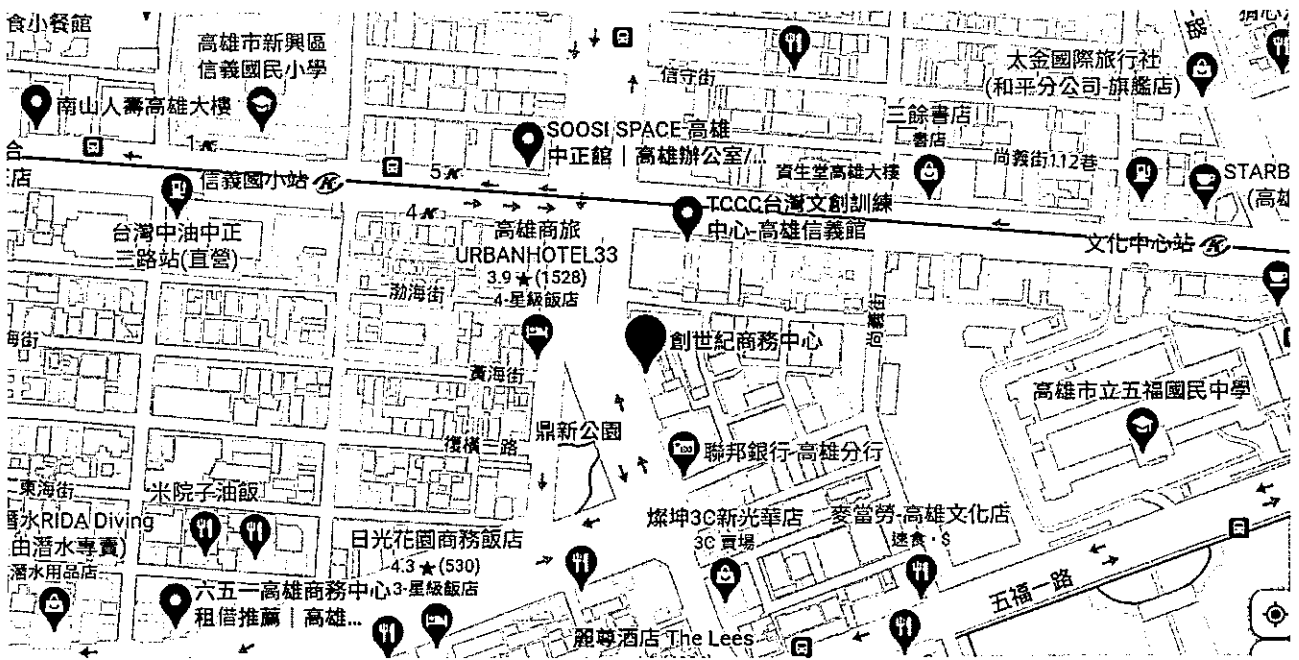 食小餐館
高雄市新興區
信義國民小學
南山人壽高雄大樓
信守街
太金國際旅行社
(和平分公司-旗艦店)
三餘書店
書店
SOOSI SPACE 高雄
中正館｜高雄辦公室/...
資生堂高雄大樓
尚義街112巷
STARB
(高雄
信義國小站
TCCC台灣文創訓練
中心-高雄信義館
文化中心站
台灣中油中正
三路站(直營)
高雄商旅
URBANHOTEL33
3.9 ★ (1528)
4-星級飯店
渤海街
尚義街
創世紀商務中心
海街
黃海街
高雄市立五福國民中學
鼎新公園
復橫一路
聯邦銀行-高雄分行
東海街
米院子油飯
潛水RIDA Diving
由潛水專賣)
潛水用品店
日光花園商務飯店
4.3 ★ (530)
3-星級飯店
燦坤3C新光華店
3C 賣場
麥當勞-高雄文化店
速食・$
六五一高雄商務中心
租借推薦｜高雄...
五福一路
麗尊酒店 The Lees